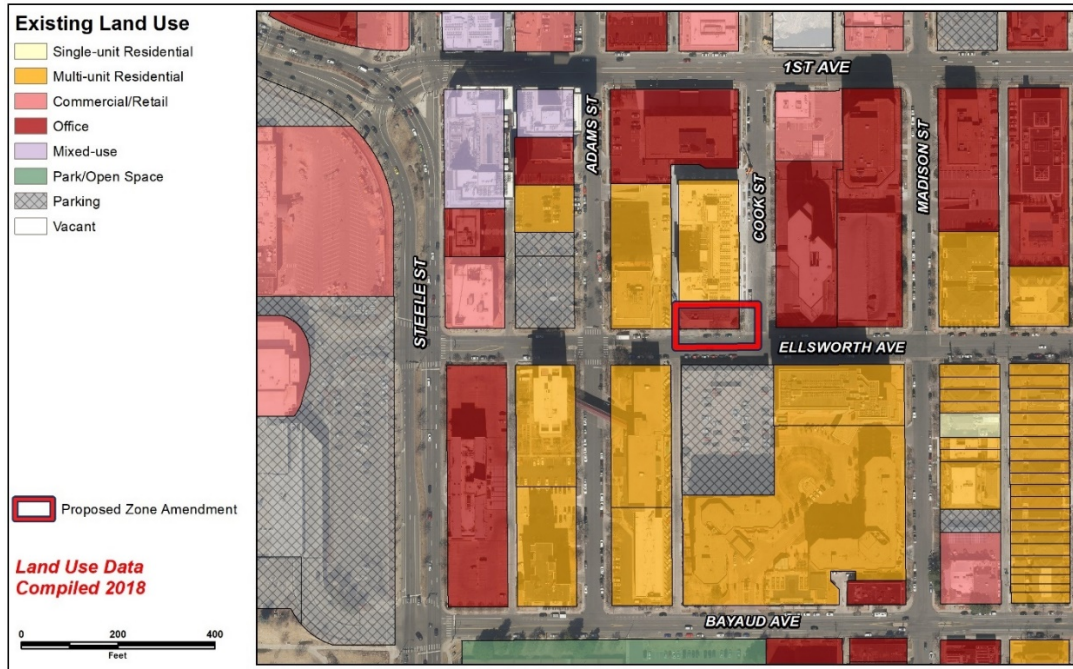 Existing Land Use
Single-unit Residential
Multi-unit Residential
Commercial/Retail
Office
Mixed-use
Park/Open Space
Parking
Vacant
Proposed Zone Amendment
Land Use Data
Compiled 2018
0 200 400
Feet
1ST AVE
STEELE ST
ADAMS ST
COOK ST
MADISON ST
ELLSWORTH AVE
BAYAUD AVE